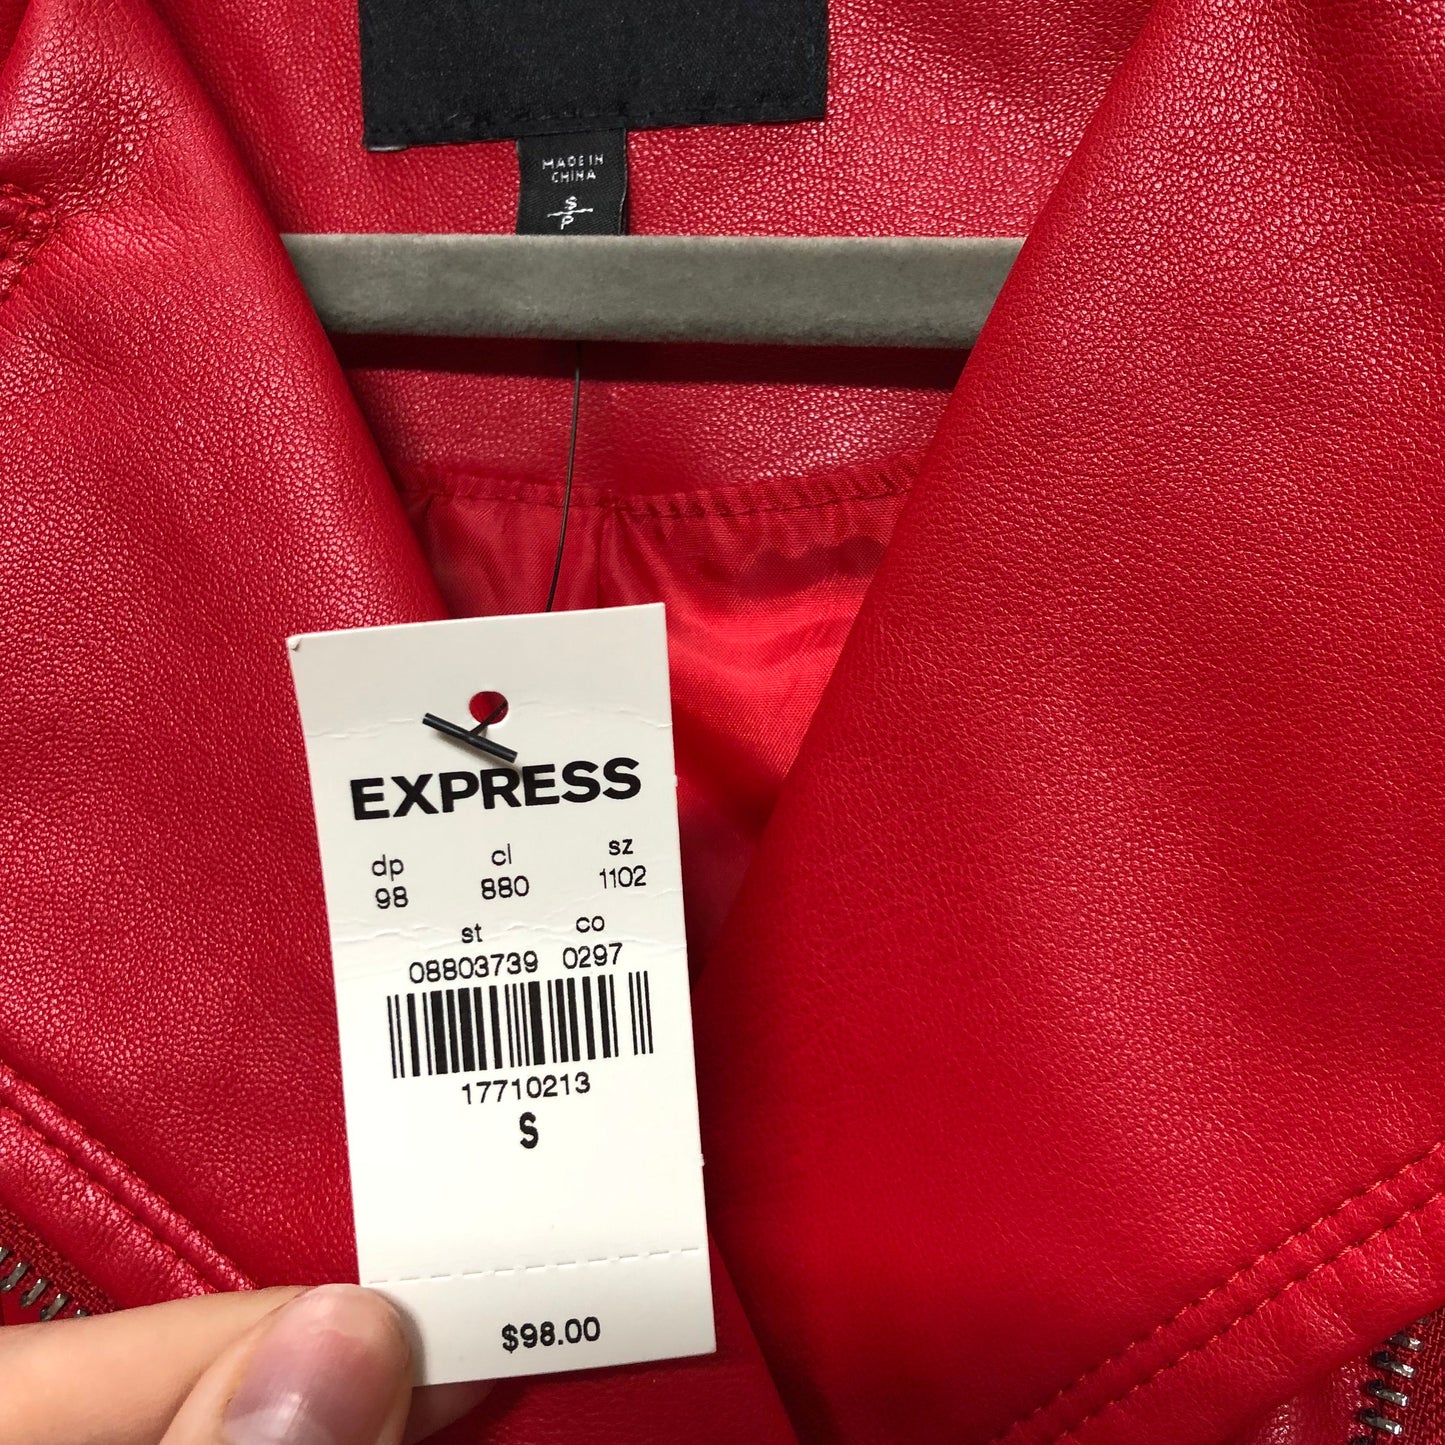 MADE IN
CHINA
S
P
EXPRESS
dp cl sz
98 880 1102
st co
08803739 0297
17710213
S
$98.00